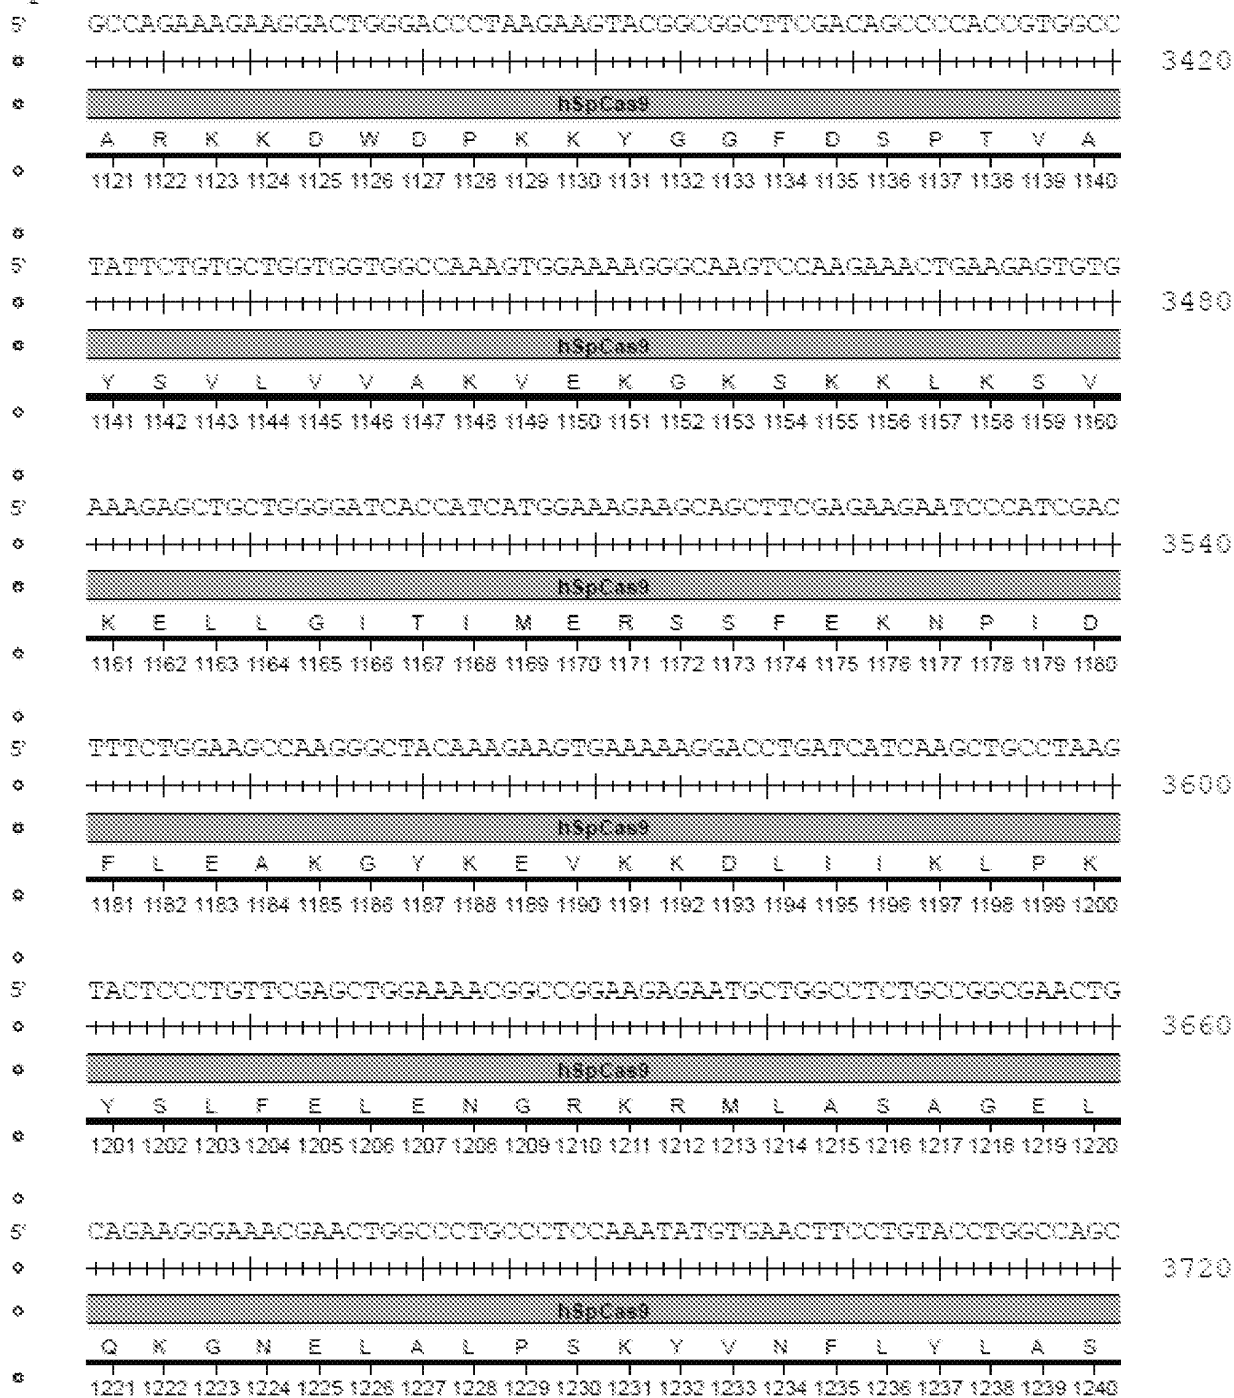 5' GCCAGAAAGAAGGACTGGGACCCTAAGAAGTACGGCGGCTTCGACAGCCCCACCGTGGCC
3420
hSpCas9
A R K K D W D P K K Y G G F D S P T V A
1121 1122 1123 1124 1125 1126 1127 1128 1129 1130 1131 1132 1133 1134 1135 1136 1137 1138 1139 1140
5' TATTCTGTGCTGGTGGTGGCCAAAGTGGAAAAGGGCAAGTCCAAGAAACTGAAGAGTGTG
3480
hSpCas9
Y S V L V V A K V E K G K S K K L K S V
1141 1142 1143 1144 1145 1146 1147 1148 1149 1150 1151 1152 1153 1154 1155 1156 1157 1158 1159 1160
5' AAAGAGCTGCTGGGGATCACCATCATGGAAAGAAGCAGCTTCGAGAAGAATCCCATCGAC
3540
hSpCas9
K E L L G I T I M E R S S F E K N P I D
1161 1162 1163 1164 1165 1166 1167 1168 1169 1170 1171 1172 1173 1174 1175 1176 1177 1178 1179 1180
5' TTTCTGGAAGCCAAGGGCTACAAAGAAGTGAAAAAGGACCTGATCATCAAGCTGCCTAAG
3600
hSpCas9
F L E A K G Y K E V K K D L I I K L P K
1181 1182 1183 1184 1185 1186 1187 1188 1189 1190 1191 1192 1193 1194 1195 1196 1197 1198 1199 1200
5' TACTCCCTGTTCGAGCTGGAAAACGGCCGGAAGAGAATGCTGGCCTCTGCCGGCGAACTG
3660
hSpCas9
Y S L F E L E N G R K R M L A S A G E L
1201 1202 1203 1204 1205 1206 1207 1208 1209 1210 1211 1212 1213 1214 1215 1216 1217 1218 1219 1220
5' CAGAAGGGAAACGAACTGGCCCTGCCCTCCAAATATGTGAACTTCCTGTACCTGGCCAGC
3720
hSpCas9
Q K G N E L A L P S K Y V N F L Y L A S
1221 1222 1223 1224 1225 1226 1227 1228 1229 1230 1231 1232 1233 1234 1235 1236 1237 1238 1239 1240